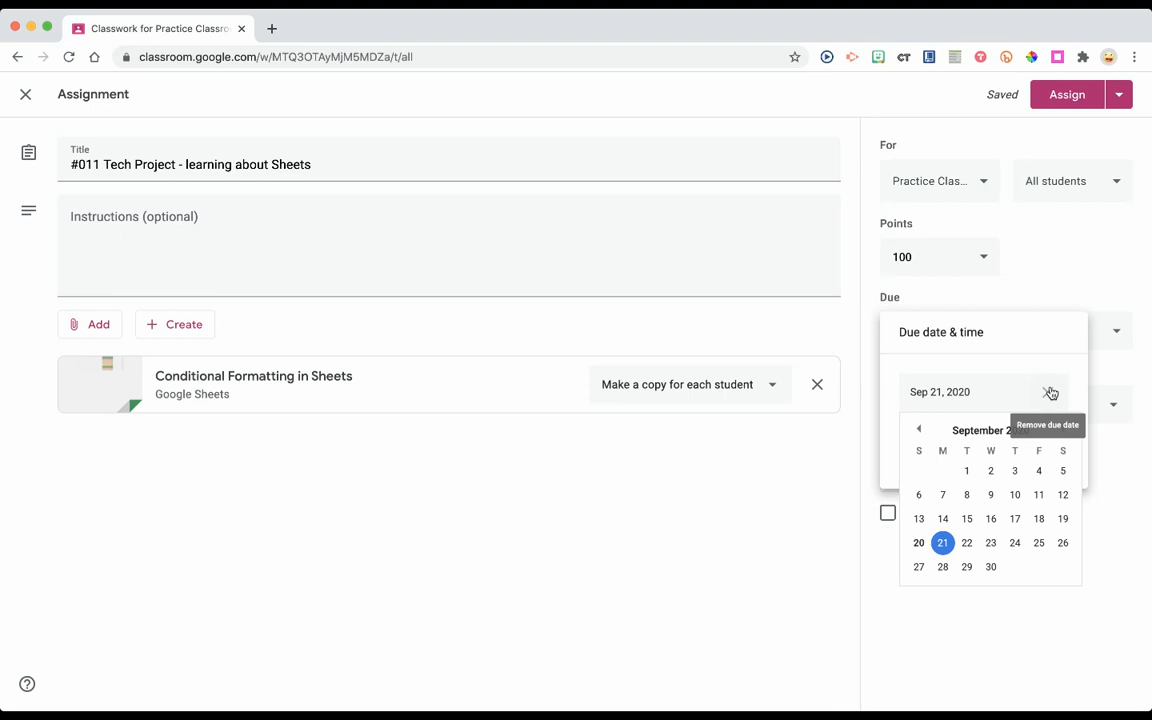 Classwork for Practice Classro
classroom.google.com/w/MTQ3OTAyMjM5MDZa/t/all
CT
Assignment
Saved
Assign
Title
#011 Tech Project - learning about Sheets
Instructions (optional)
Add
Create
Conditional Formatting in Sheets
Google Sheets
Make a copy for each student
For
Practice Clas...
All students
Points
100
Due
Due date & time
Sep 21, 2020
Remove due date
September 2
S M T W T F S
1 2 3 4 5
6 7 8 9 10 11 12
13 14 15 16 17 18 19
20 21 22 23 24 25 26
27 28 29 30